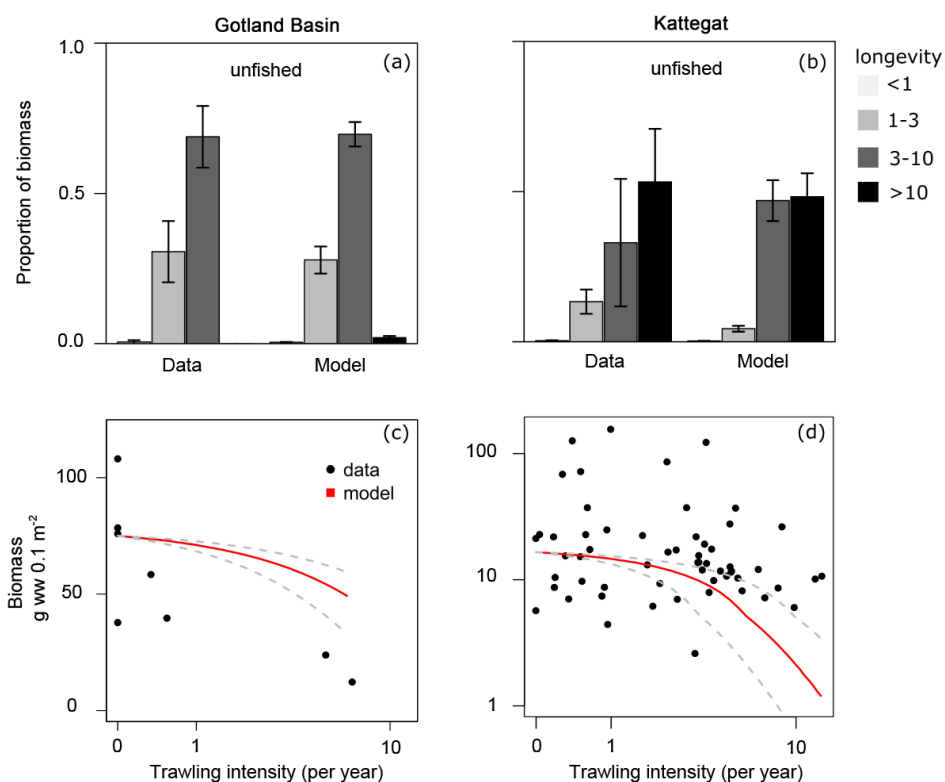 Gotland Basin
Kattegat
1.0
0.5
0.0
Proportion of biomass
unfished
(a)
Data
Model
unfished
(b)
Data
Model
longevity
<1
1-3
3-10
>10
100
50
0
Biomass
g ww 0.1 m-2
(c)
data
model
0
1
10
Trawling intensity (per year)
100
10
1
(d)
0
1
10
Trawling intensity (per year)